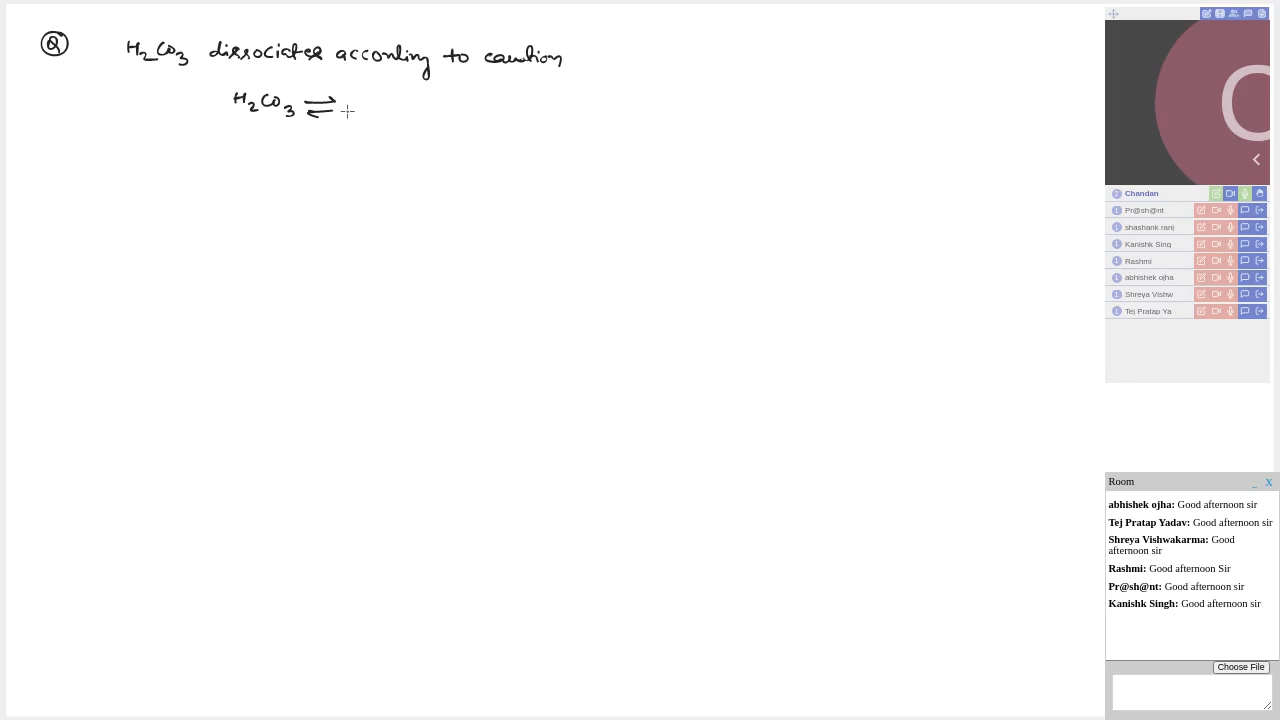 Q
H2CO3 dissociates according to equation
H2CO3 ⇌
C
Chandan
Pr@sh@nt
shashank ranj
Kanishk Sing
Rashmi
abhishek ojha
Shreya Vishw
Tej Pratap Ya
Room _ X
abhishek ojha: Good afternoon sir
Tej Pratap Yadav: Good afternoon sir
Shreya Vishwakarma: Good
afternoon sir
Rashmi: Good afternoon Sir
Pr@sh@nt: Good afternoon sir
Kanishk Singh: Good afternoon sir
Choose File